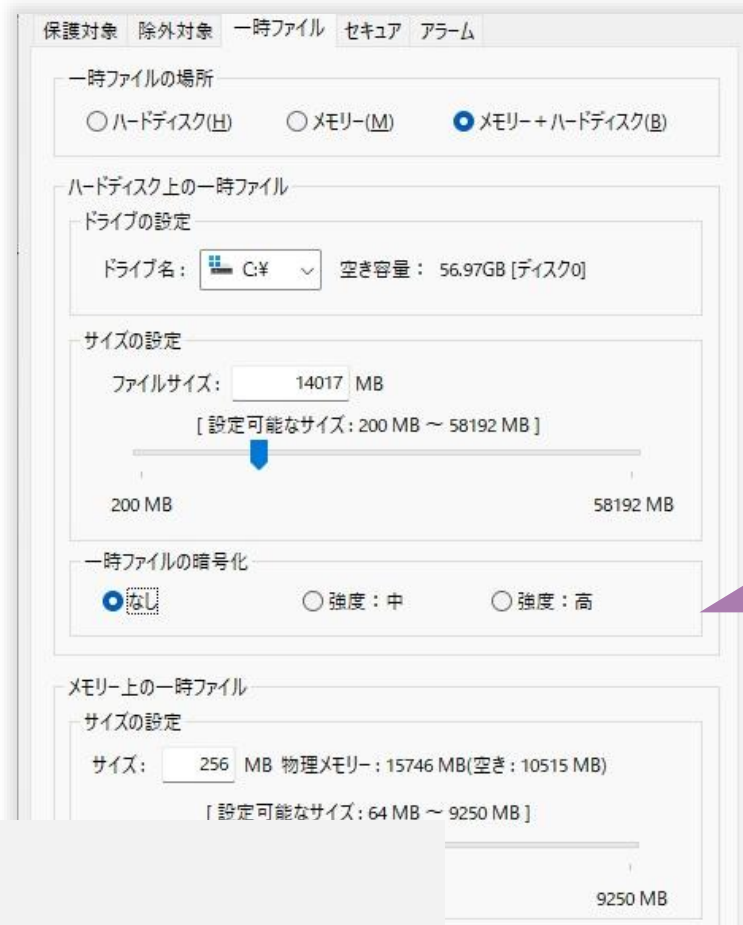 保護対象 除外対象 一時ファイル セキュア アラーム
一時ファイルの場所
ハードディスク(H) メモリー(M) メモリー+ハードディスク(B)
ハードディスク上の一時ファイル
ドライブの設定
ドライブ名: C:¥ 空き容量: 56.97GB [ディスク0]
サイズの設定
ファイルサイズ: 14017 MB
[ 設定可能なサイズ: 200 MB ~ 58192 MB ]
200 MB 58192 MB
一時ファイルの暗号化
なし 強度:中 強度:高
メモリー上の一時ファイル
サイズの設定
サイズ: 256 MB 物理メモリー: 15746 MB(空き: 10515 MB)
[ 設定可能なサイズ: 64 MB ~ 9250 MB ]
9250 MB